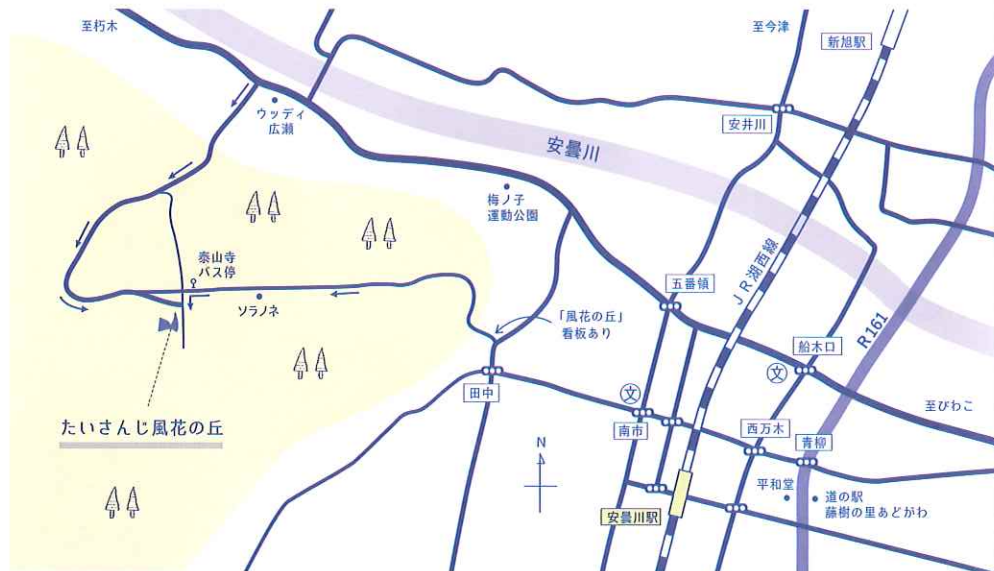 至朽木
至今津
新旭駅
ウッディ
広瀬
安井川
安曇川
梅ノ子
運動公園
JR湖西線
泰山寺
バス停
ソラノネ
五番領
R161
「風花の丘」
看板あり
船木口
文
田中
文
至びわこ
たいさんじ風花の丘
南市
西万木
青柳
N
平和堂
道の駅
藤樹の里あどがわ
安曇川駅